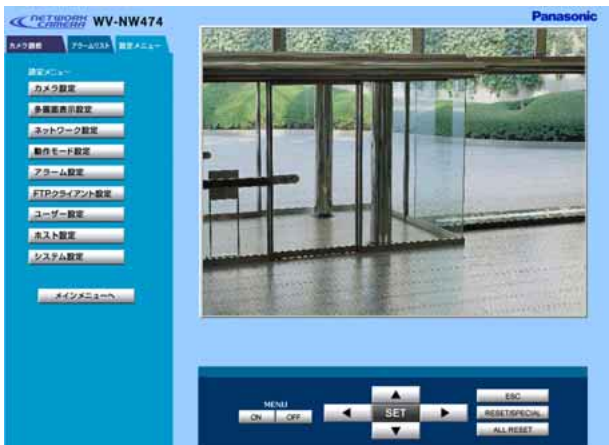 NETWORK CAMERA WV-NW474
Panasonic
カメラ調節 アラームリスト 設定メニュー
設定メニュー
カメラ設定
多画面表示設定
ネットワーク設定
動作モード設定
アラーム設定
FTPクライアント設定
ユーザー設定
ホスト設定
システム設定
メインメニューへ
MENU
ON OFF
SET
ESC
RESET/SPECIAL
ALL RESET